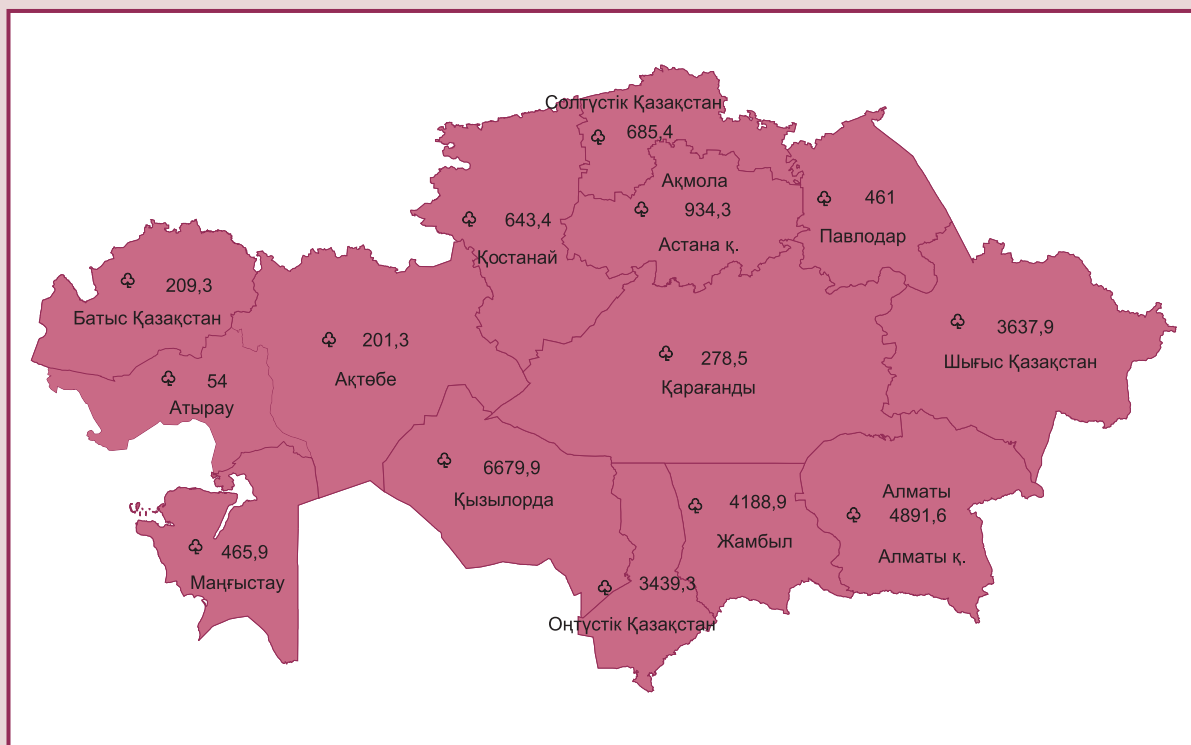 Солтүстік Қазақстан
685,4
Ақмола
934,3
Астана қ.
461
Павлодар
643,4
Қостанай
209,3
Батыс Қазақстан
201,3
Ақтөбе
54
Атырау
278,5
Қарағанды
3637,9
Шығыс Қазақстан
6679,9
Қызылорда
4188,9
Жамбыл
Алматы
4891,6
Алматы қ.
465,9
Маңғыстау
3439,3
Оңтүстік Қазақстан